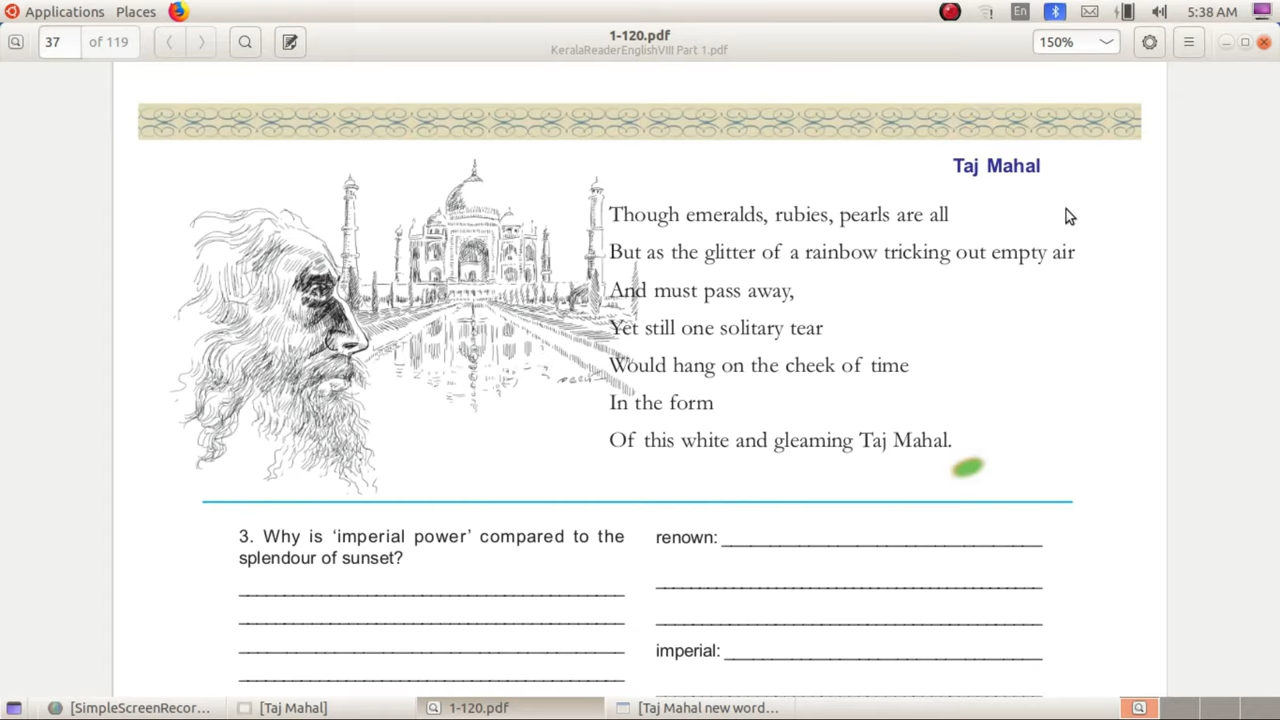 Applications Places En 5:38 AM
37 of 119
1-120.pdf
KeralaReaderEnglishVIII Part 1.pdf
150%
Taj Mahal
Though emeralds, rubies, pearls are all
But as the glitter of a rainbow tricking out empty air
And must pass away,
Yet still one solitary tear
Would hang on the cheek of time
In the form
Of this white and gleaming Taj Mahal.
3. Why is ‘imperial power’ compared to the
splendour of sunset?
renown:
imperial:
[SimpleScreenRecor... [Taj Mahal] 1-120.pdf [Taj Mahal new word...